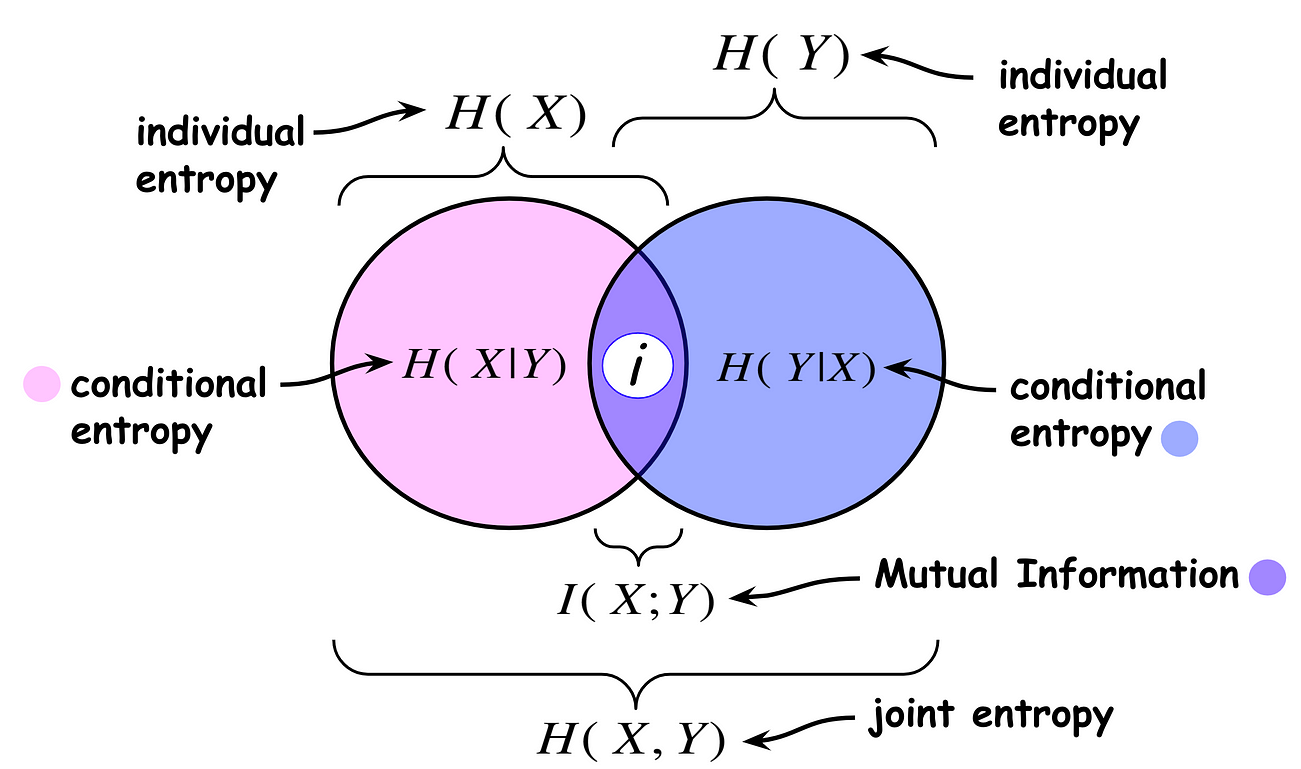 H( Y)
individual
entropy
H( X)
individual
entropy
H( X|Y)
i
H( Y|X)
conditional
entropy
conditional
entropy
I( X;Y)
Mutual Information
H( X, Y)
joint entropy